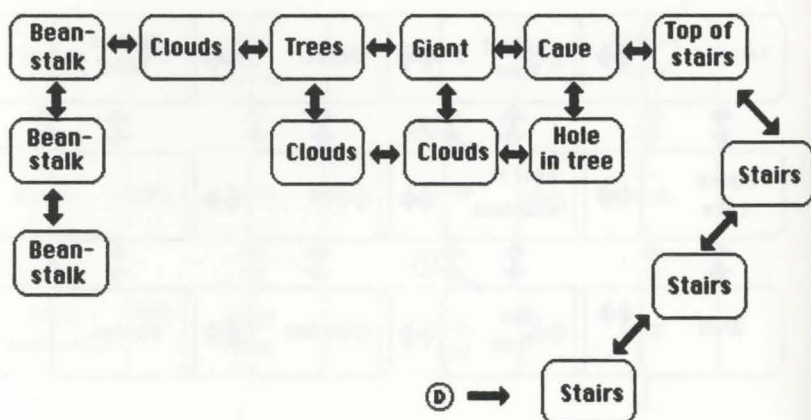 Bean-
stalk
Clouds
Trees
Giant
Cave
Top of
stairs
Bean-
stalk
Clouds
Clouds
Hole
in tree
Stairs
Bean-
stalk
Stairs
D
Stairs